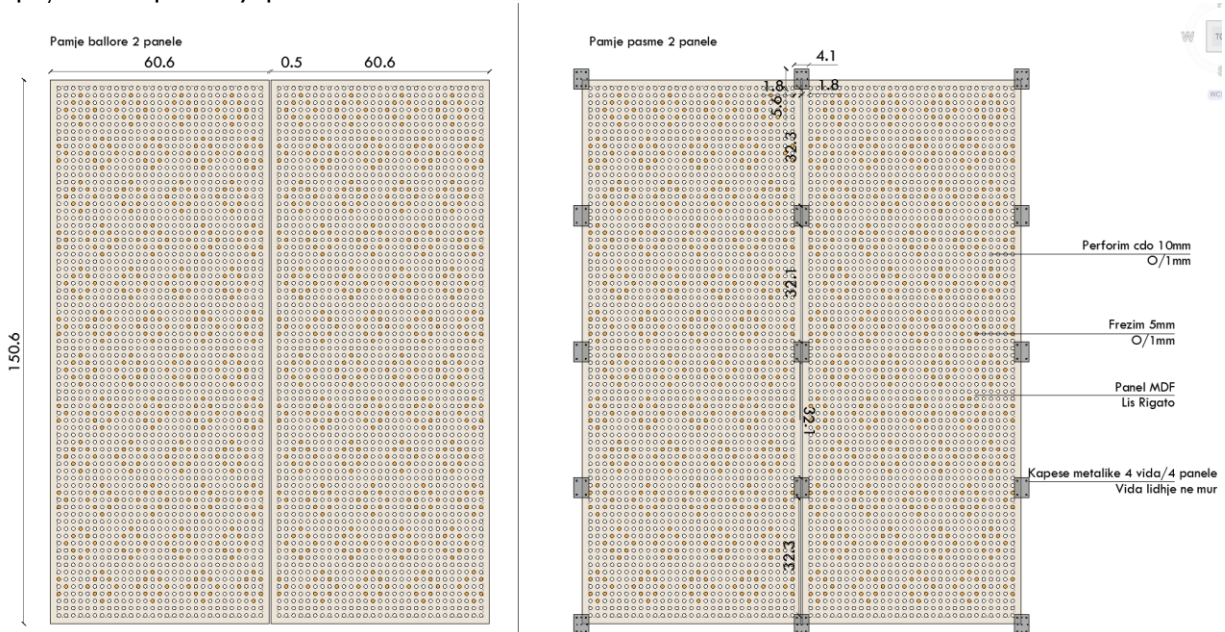 Pamje ballore 2 panele
60.6
0.5
60.6
150.6
Pamje pasme 2 panele
4.1
1.8
1.8
5.6
32.3
32.1
32.1
32.3
Perforim cdo 10mm
O/1mm
Frezim 5mm
O/1mm
Panel MDF
Lis Rigato
Kapese metalike 4 vida/4 panele
Vida lidhje ne mur
W